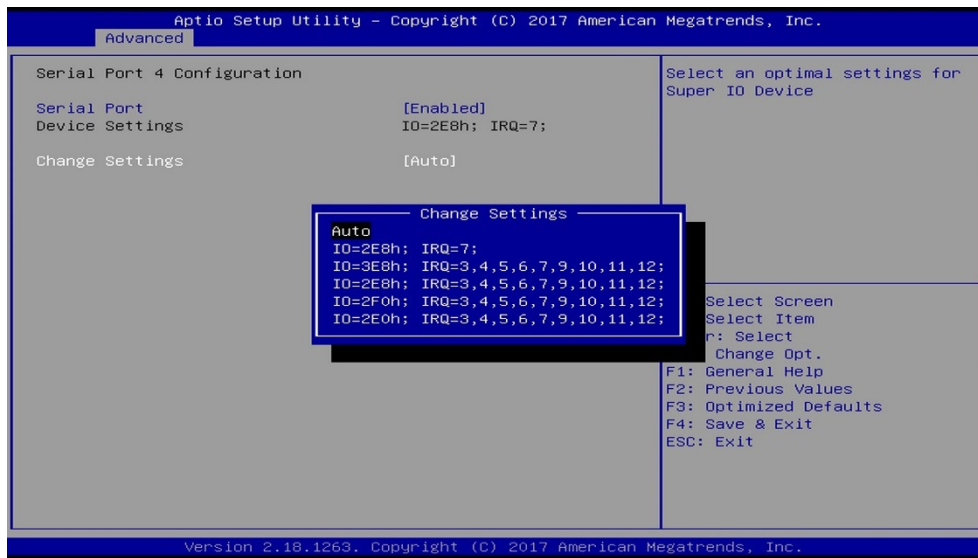 Aptio Setup Utility – Copyright (C) 2017 American Megatrends, Inc.
Advanced
Serial Port 4 Configuration
Serial Port [Enabled]
Device Settings IO=2E8h; IRQ=7;
Change Settings [Auto]
Select an optimal settings for
Super IO Device
Change Settings
Auto
IO=2E8h; IRQ=7;
IO=3E8h; IRQ=3,4,5,6,7,9,10,11,12;
IO=2E8h; IRQ=3,4,5,6,7,9,10,11,12;
IO=2F0h; IRQ=3,4,5,6,7,9,10,11,12;
IO=2E0h; IRQ=3,4,5,6,7,9,10,11,12;
Select Screen
Select Item
r: Select
Change Opt.
F1: General Help
F2: Previous Values
F3: Optimized Defaults
F4: Save & Exit
ESC: Exit
Version 2.18.1263. Copyright (C) 2017 American Megatrends, Inc.